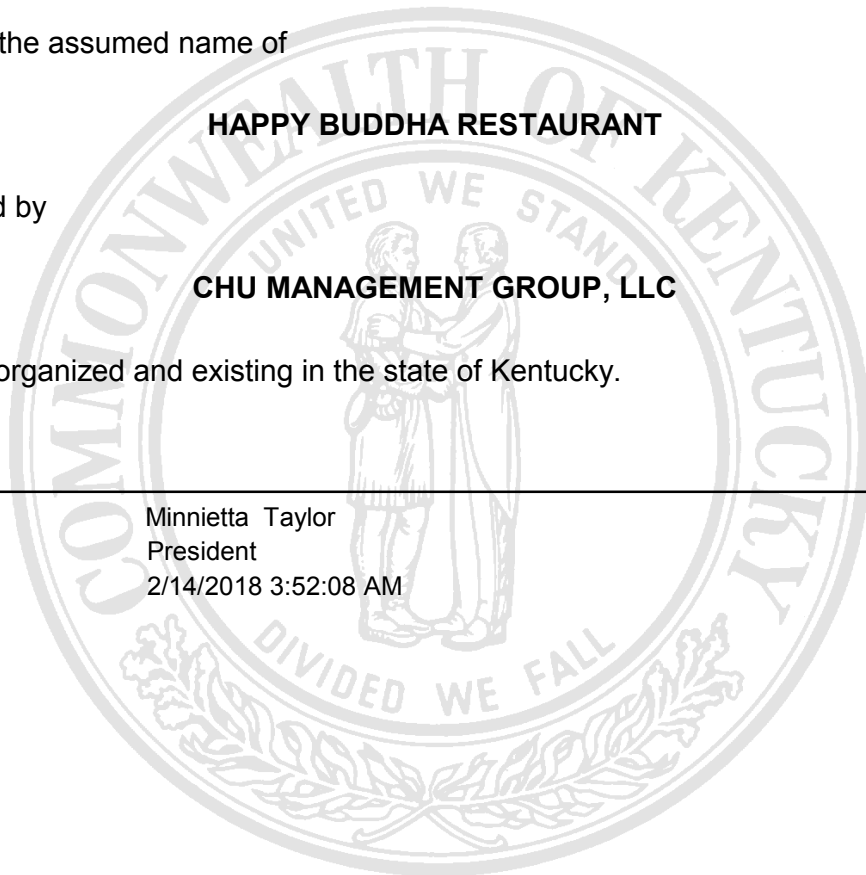 the assumed name of
HAPPY BUDDHA RESTAURANT
d by
CHU MANAGEMENT GROUP, LLC
organized and existing in the state of Kentucky.
Minnietta Taylor
President
2/14/2018 3:52:08 AM
COMMONWEALTH OF KENTUCKY
UNITED WE STAND
DIVIDED WE FALL